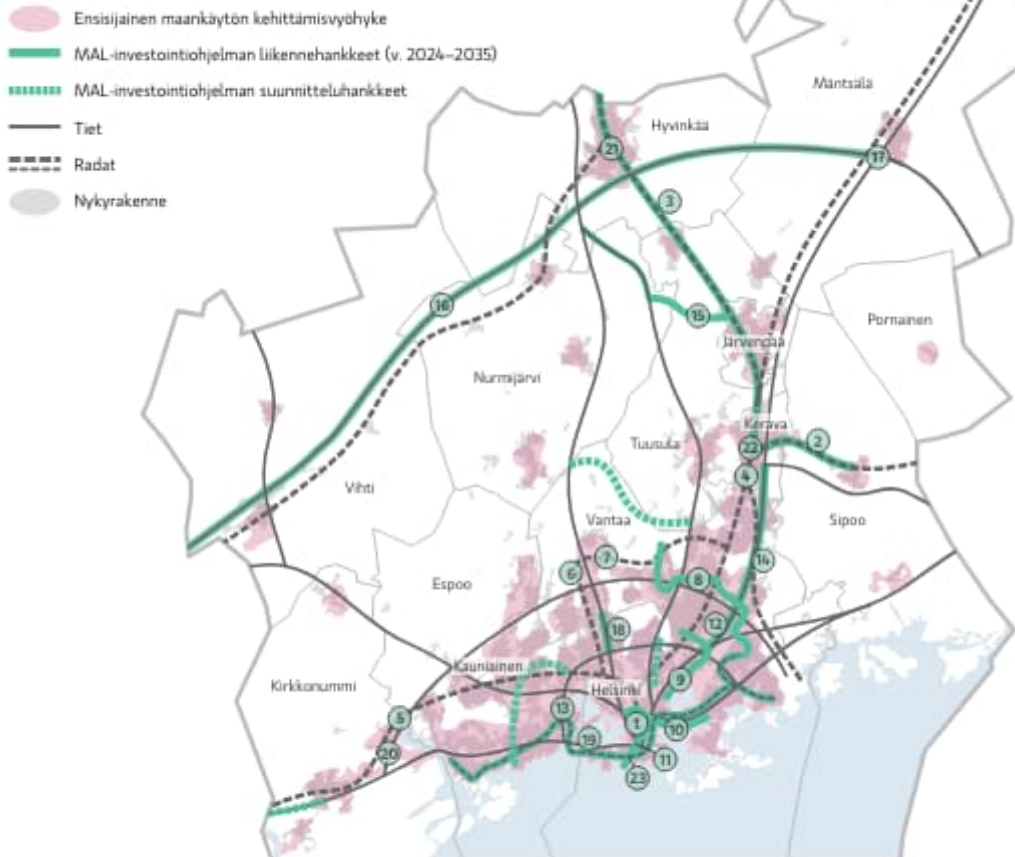 Ensisijainen maankäytön kehittämisvyöhyke
MAL-investointiohjelman liikennehankkeet (v. 2024–2035)
MAL-investointiohjelman suunnitteluhankkeet
Tiet
Radat
Nykyrakenne
Mäntsälä
Hyvinkää
21
17
3
16
15
Pornainen
Järvenpää
Nurmijärvi
Kerava
Tuusula
22
2
4
Vihti
Vantaa
Sipoo
7
14
6
8
Espoo
18
12
Kauniainen
9
Kirkkonummi
Helsinki
13
5
1
10
19
20
11
23